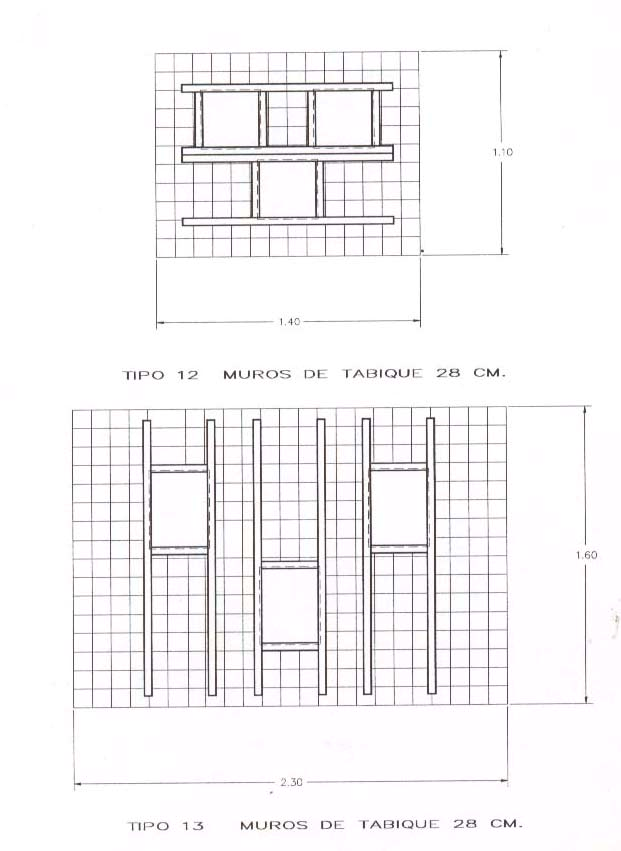 1.10
1.40
TIPO 12 MUROS DE TABIQUE 28 CM.
1.60
2.30
TIPO 13 MUROS DE TABIQUE 28 CM.